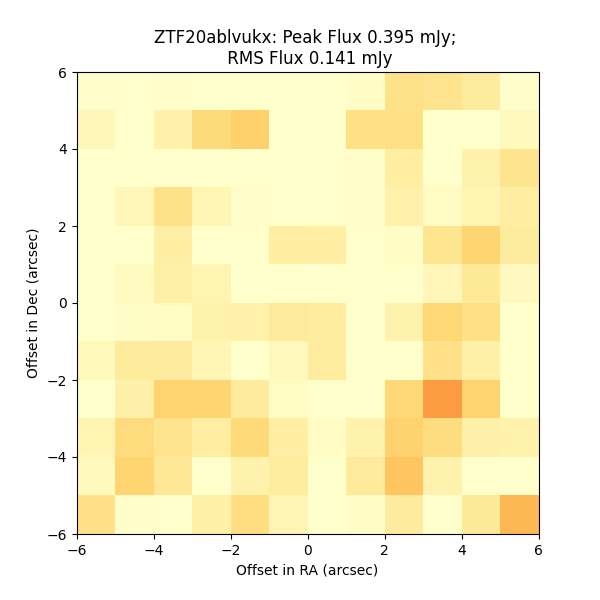 ZTF20ablvukx: Peak Flux 0.395 mJy;
RMS Flux 0.141 mJy
6
4
2
0
−2
−4
−6
Offset in Dec (arcsec)
−6 −4 −2 0 2 4 6
Offset in RA (arcsec)